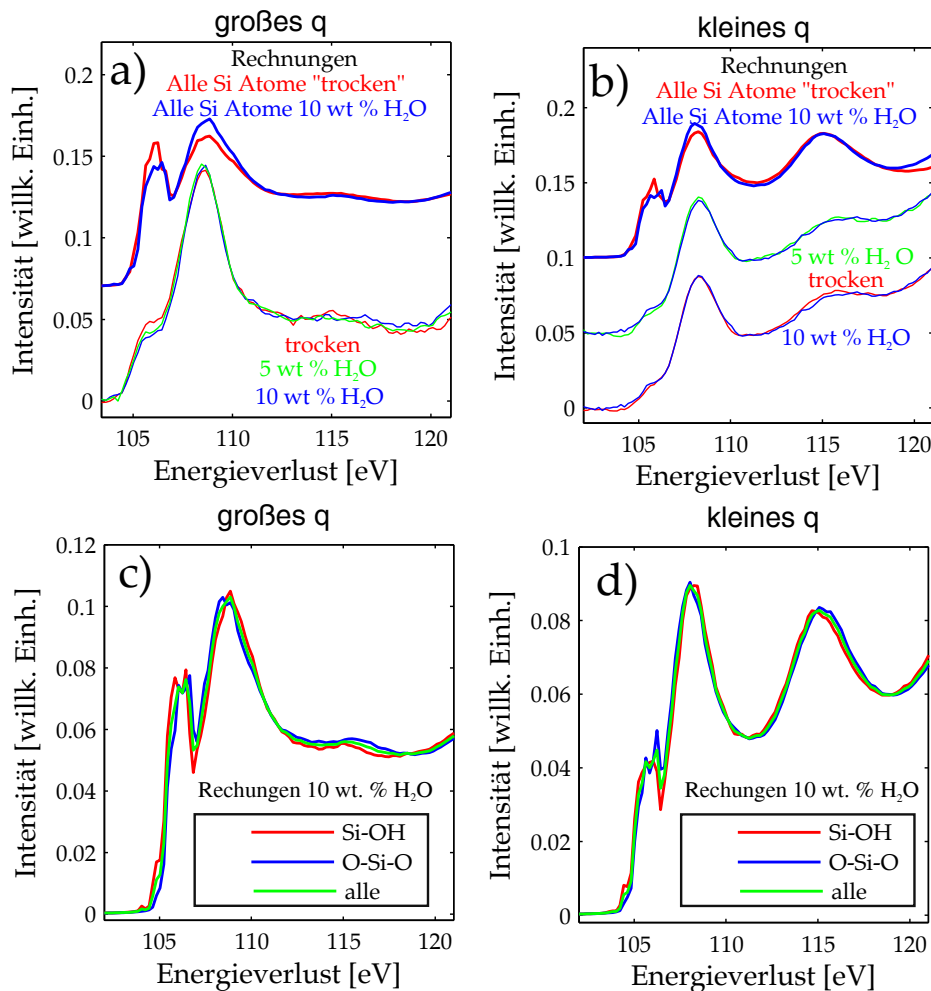 großes q
a)
Rechnungen
Alle Si Atome "trocken"
Alle Si Atome 10 wt % H₂O
trocken
5 wt % H₂O
10 wt % H₂O
0.2
0.15
0.1
0.05
0
105
110
115
120
Intensität [willk. Einh.]
Energieverlust [eV]
kleines q
b)
Rechnungen
Alle Si Atome "trocken"
Alle Si Atome 10 wt % H₂O
5 wt % H₂ O
trocken
10 wt % H₂O
0.2
0.15
0.1
0.05
0
105
110
115
120
Intensität [willk. Einh.]
Energieverlust [eV]
großes q
c)
Rechungen 10 wt. % H₂O
Si-OH
O-Si-O
alle
0.12
0.1
0.08
0.06
0.04
0.02
0
105
110
115
120
Intensität [willk. Einh.]
Energieverlust [eV]
kleines q
d)
Rechungen 10 wt. % H₂O
Si-OH
O-Si-O
alle
0.1
0.08
0.06
0.04
0.02
0
105
110
115
120
Intensität [willk. Einh.]
Energieverlust [eV]